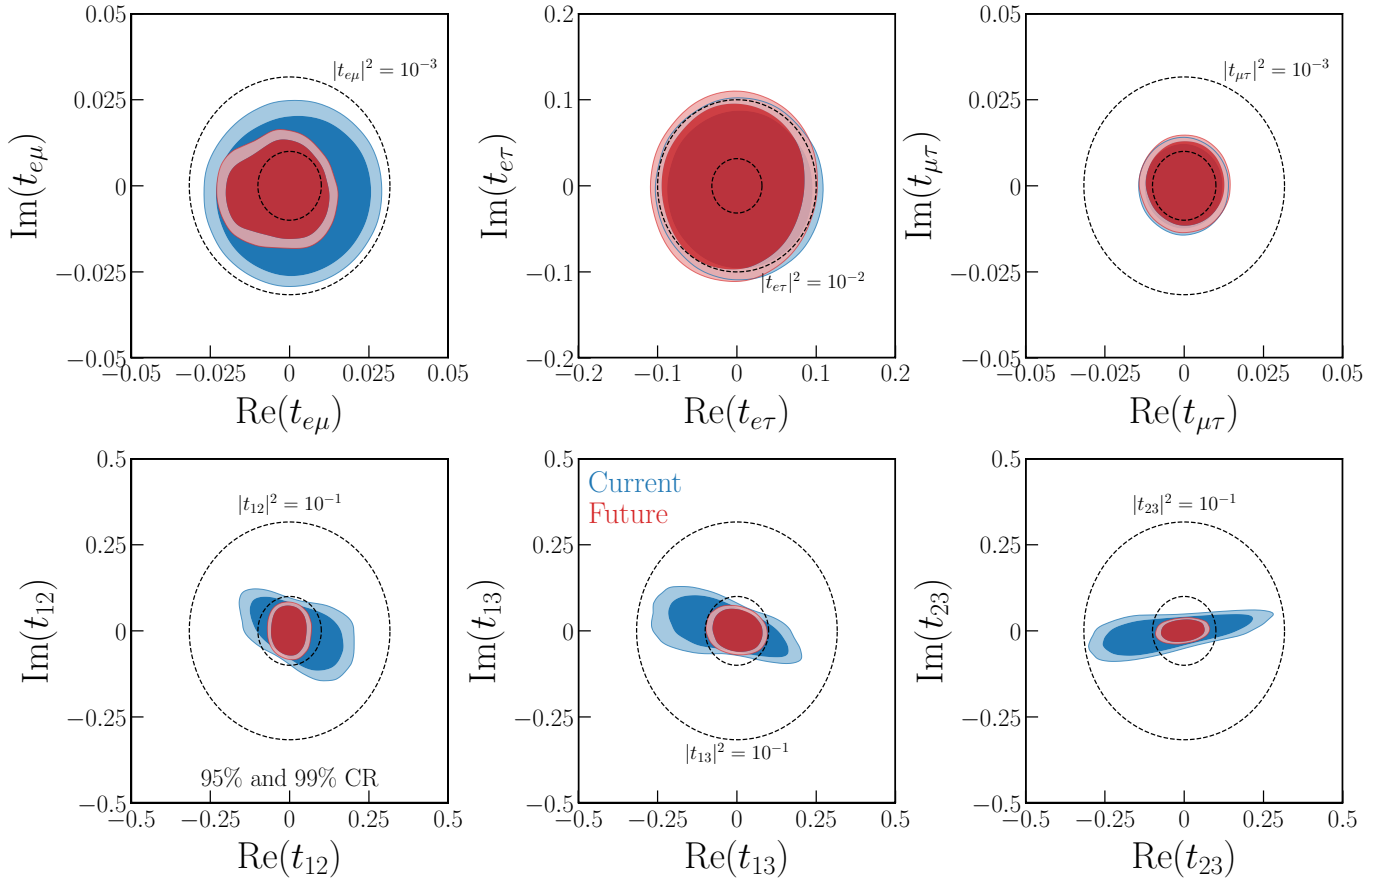 0.05
0.025
0
−0.025
−0.05
Im(t_{eμ})
|t_{eμ}|² = 10⁻³
−0.05 −0.025 0 0.025 0.05
Re(t_{eμ})
0.2
0.1
0
−0.1
−0.2
Im(t_{eτ})
|t_{eτ}|² = 10⁻²
−0.2 −0.1 0 0.1 0.2
Re(t_{eτ})
0.05
0.025
0
−0.025
−0.05
Im(t_{μτ})
|t_{μτ}|² = 10⁻³
−0.05 −0.025 0 0.025 0.05
Re(t_{μτ})
0.5
0.25
0
−0.25
−0.5
Im(t_{12})
|t_{12}|² = 10⁻¹
95% and 99% CR
−0.5 −0.25 0 0.25 0.5
Re(t_{12})
0.5
0.25
0
−0.25
−0.5
Im(t_{13})
Current
Future
|t_{13}|² = 10⁻¹
−0.5 −0.25 0 0.25 0.5
Re(t_{13})
0.5
0.25
0
−0.25
−0.5
Im(t_{23})
|t_{23}|² = 10⁻¹
−0.5 −0.25 0 0.25 0.5
Re(t_{23})